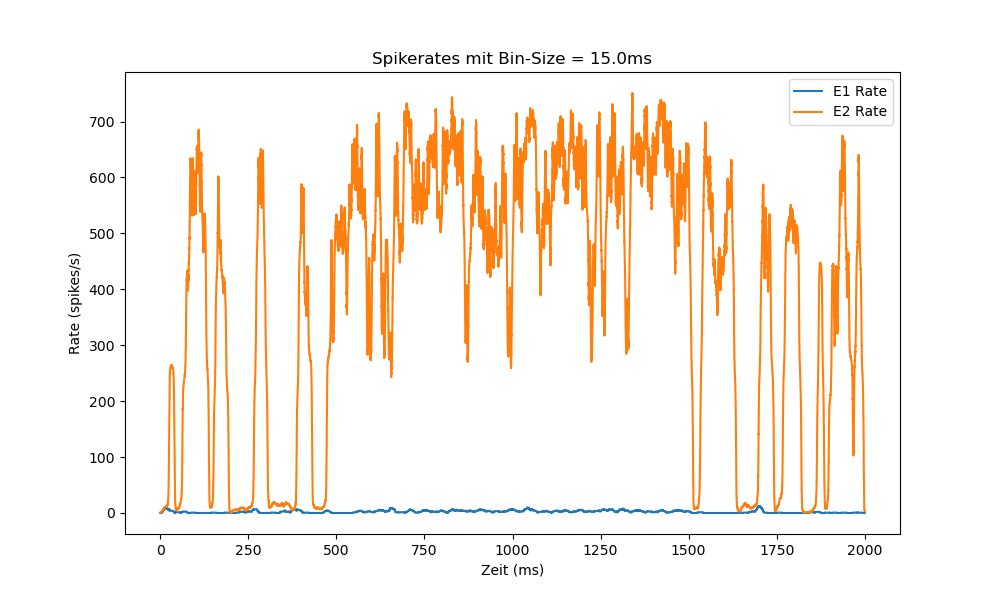 Spikerates mit Bin-Size = 15.0ms
E1 Rate
E2 Rate
Rate (spikes/s)
700
600
500
400
300
200
100
0
0 250 500 750 1000 1250 1500 1750 2000
Zeit (ms)